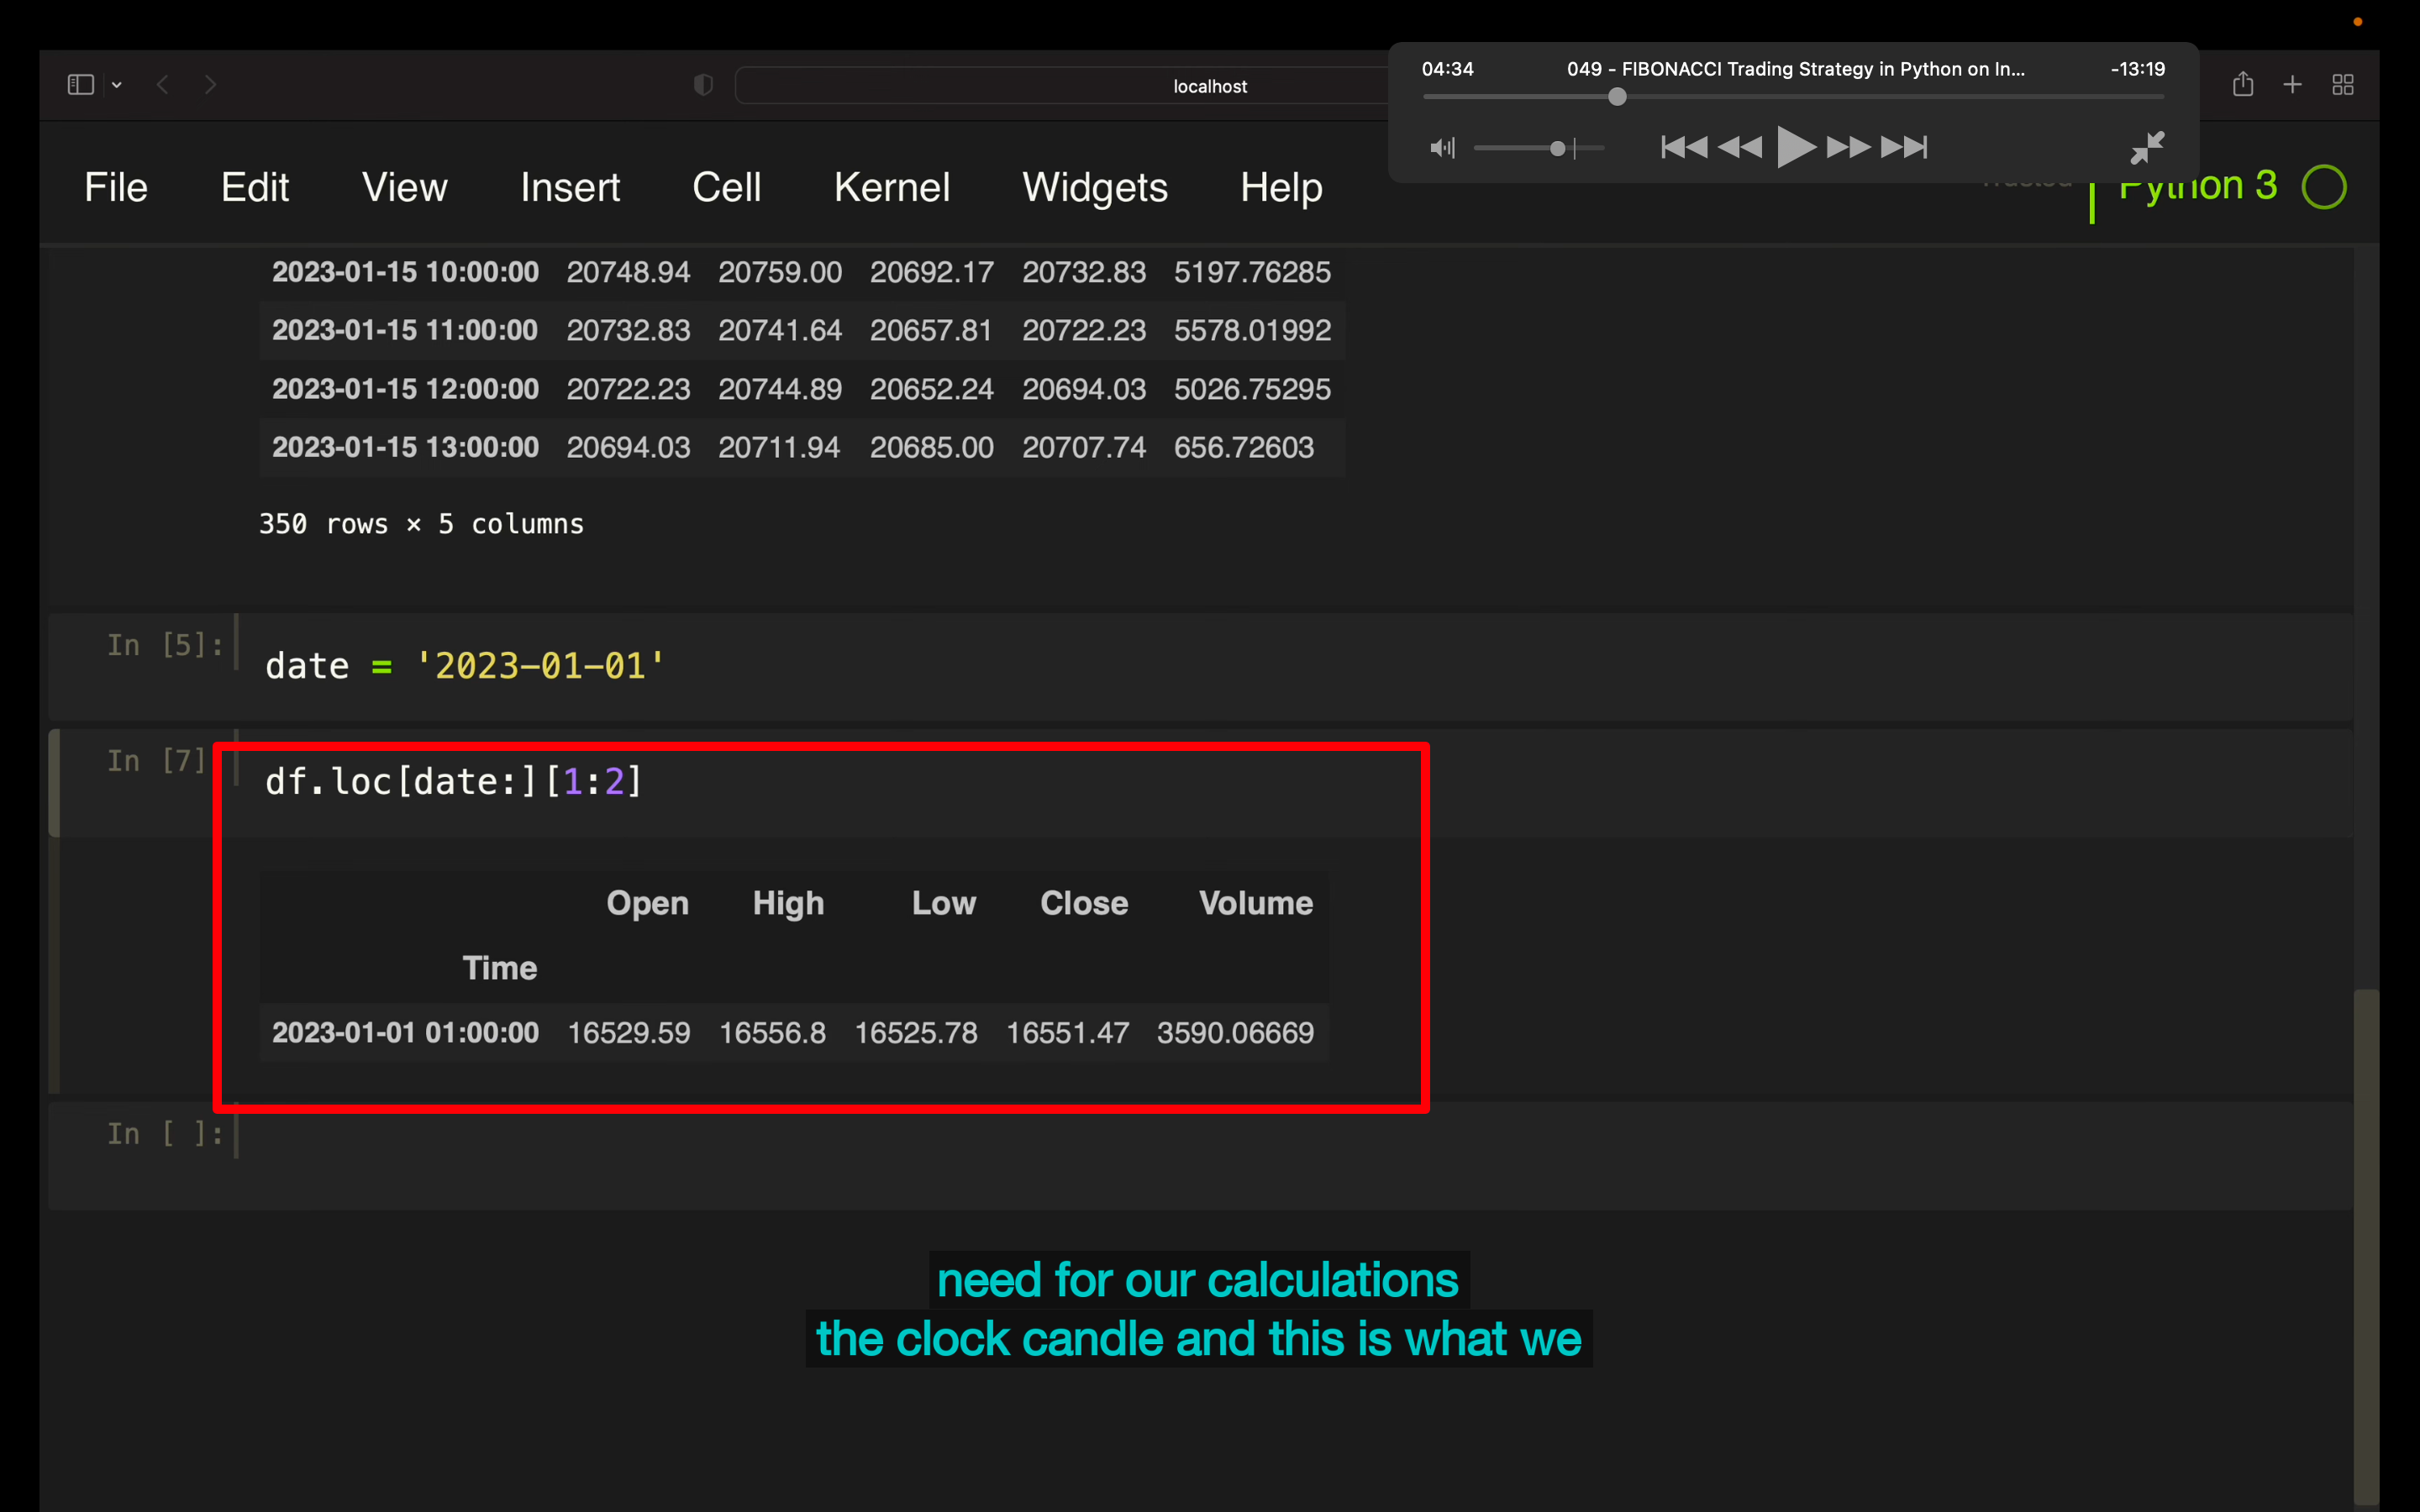 localhost
04:34 049 - FIBONACCI Trading Strategy in Python on In... -13:19
File Edit View Insert Cell Kernel Widgets Help Python 3
2023-01-15 10:00:00 20748.94 20759.00 20692.17 20732.83 5197.76285
2023-01-15 11:00:00 20732.83 20741.64 20657.81 20722.23 5578.01992
2023-01-15 12:00:00 20722.23 20744.89 20652.24 20694.03 5026.75295
2023-01-15 13:00:00 20694.03 20711.94 20685.00 20707.74 656.72603
350 rows × 5 columns
In [5]: date = '2023-01-01'
In [7] df.loc[date:][1:2]
Open High Low Close Volume
Time
2023-01-01 01:00:00 16529.59 16556.8 16525.78 16551.47 3590.06669
In [ ]:
need for our calculations
the clock candle and this is what we